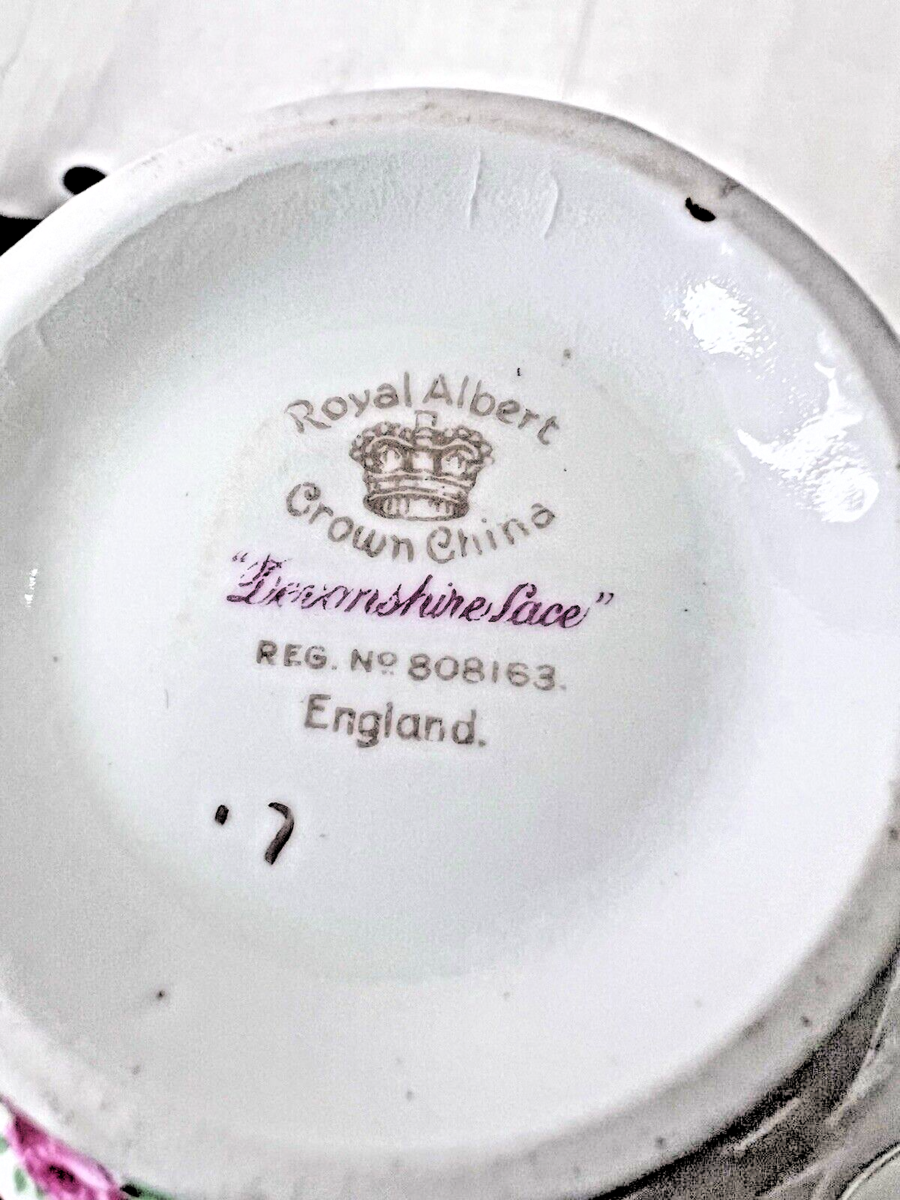 Royal Albert
Crown China
"Devonshire Lace"
REG. Nº 808163.
England.